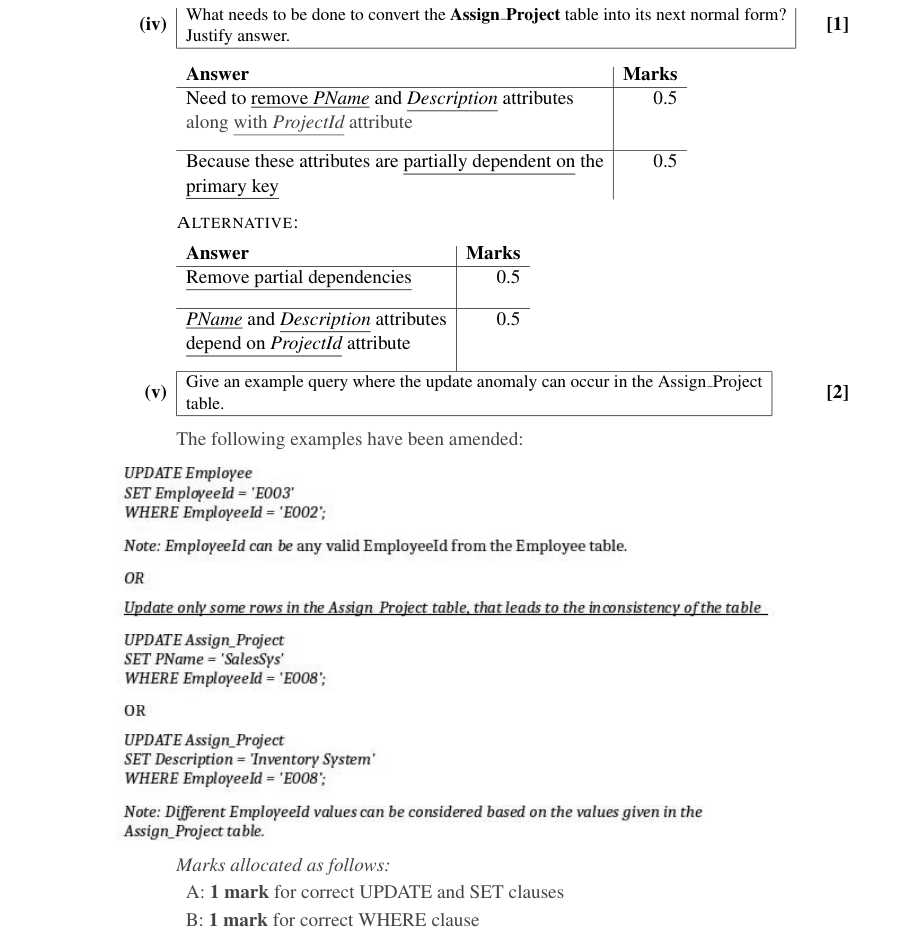 (iv) What needs to be done to convert the Assign_Project table into its next normal form? [1]
Justify answer.
Answer Marks
Need to remove PName and Description attributes 0.5
along with ProjectId attribute
Because these attributes are partially dependent on the 0.5
primary key
ALTERNATIVE:
Answer Marks
Remove partial dependencies 0.5
PName and Description attributes 0.5
depend on ProjectId attribute
(v) Give an example query where the update anomaly can occur in the Assign_Project [2]
table.
The following examples have been amended:
UPDATE Employee
SET EmployeeId = 'E003'
WHERE EmployeeId = 'E002';
Note: EmployeeId can be any valid EmployeeId from the Employee table.
OR
Update only some rows in the Assign_Project table, that leads to the inconsistency of the table
UPDATE Assign_Project
SET PName = 'SalesSys'
WHERE EmployeeId = 'E008';
OR
UPDATE Assign_Project
SET Description = 'Inventory System'
WHERE EmployeeId = 'E008';
Note: Different EmployeeId values can be considered based on the values given in the
Assign_Project table.
Marks allocated as follows:
A: 1 mark for correct UPDATE and SET clauses
B: 1 mark for correct WHERE clause